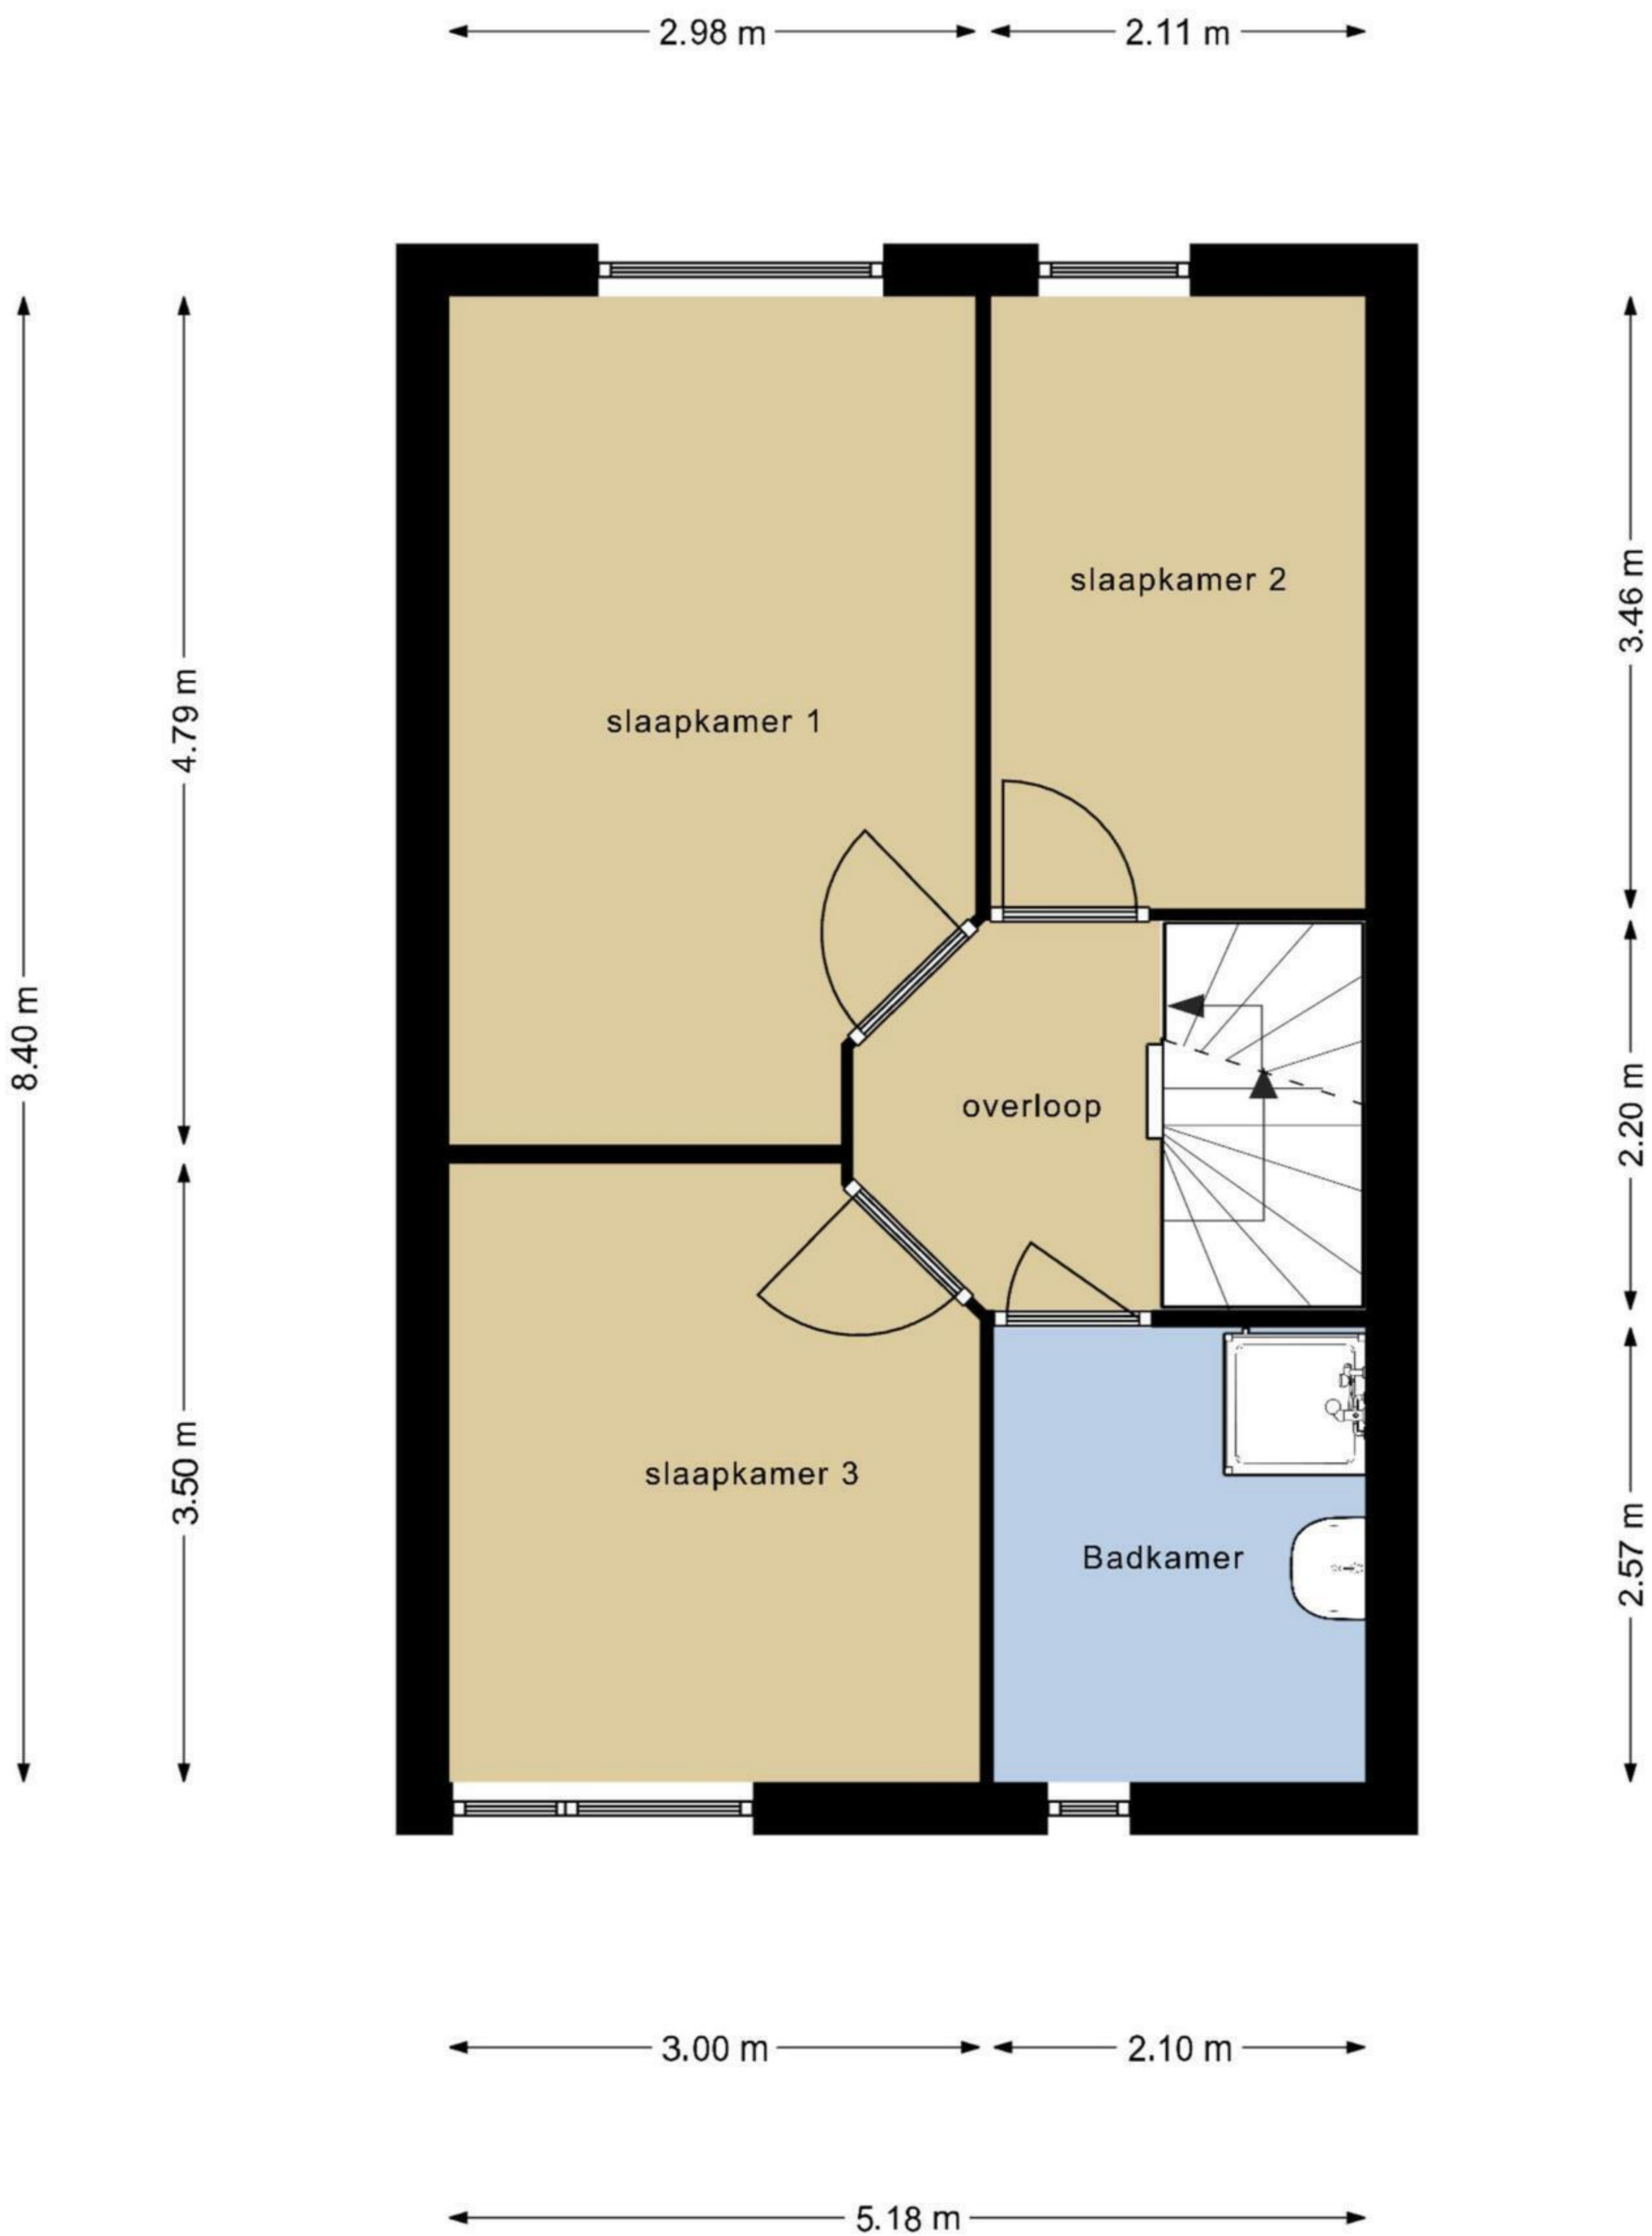 2.98 m
2.11 m
slaapkamer 2
3.46 m
slaapkamer 1
4.79 m
8.40 m
overloop
2.20 m
slaapkamer 3
3.50 m
Badkamer
2.57 m
3.00 m
2.10 m
5.18 m